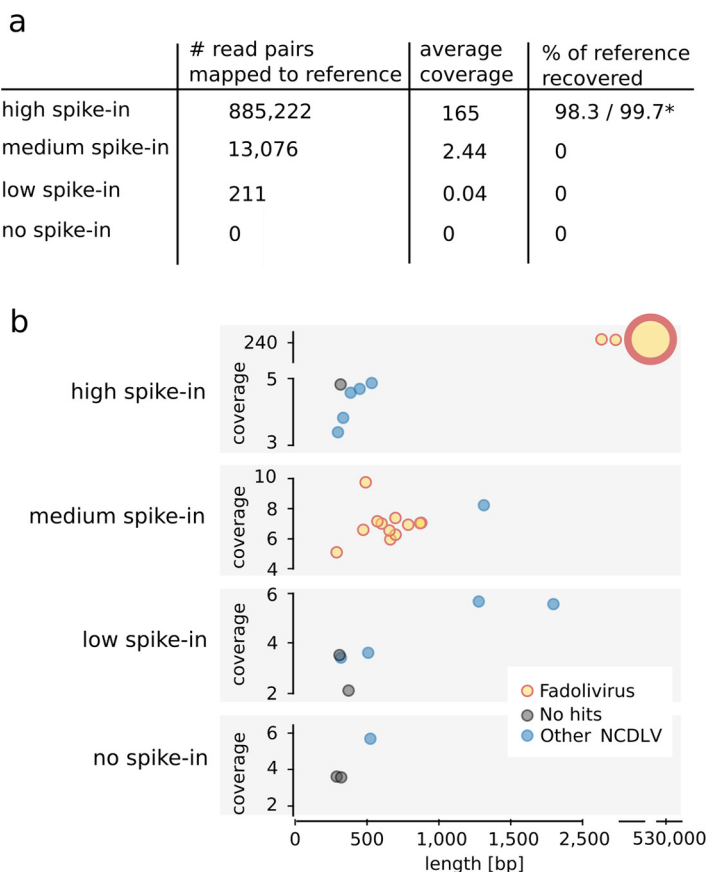 a
# read pairs mapped to reference
average coverage
% of reference recovered
high spike-in 885,222 165 98.3 / 99.7*
medium spike-in 13,076 2.44 0
low spike-in 211 0.04 0
no spike-in 0 0 0
b
240
high spike-in
coverage
5
3
medium spike-in
coverage
10
8
6
4
low spike-in
coverage
6
4
2
Fadolivirus
No hits
Other NCDLV
no spike-in
coverage
6
4
2
0 500 1,000 1,500 2,500 530,000
length [bp]